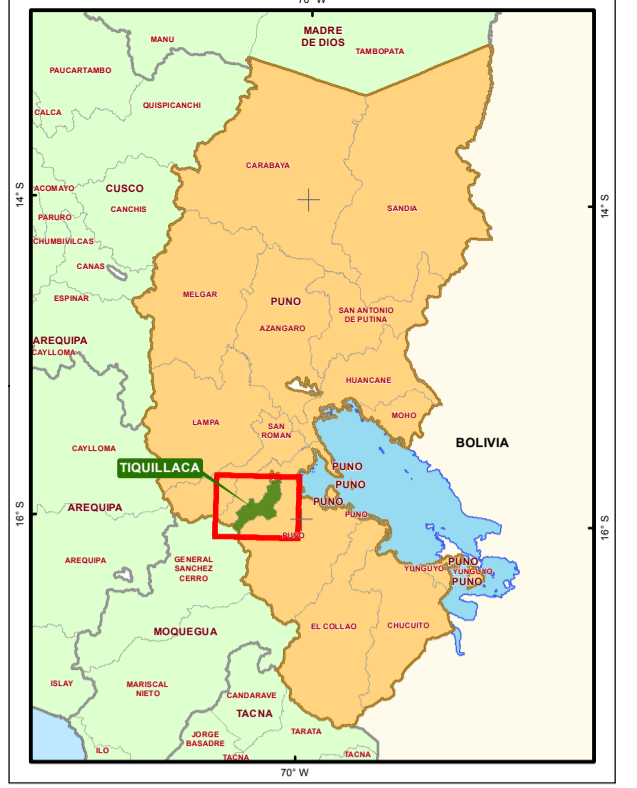 70° W
MADRE
DE DIOS
MANU
TAMBOPATA
PAUCARTAMBO
QUISPICANCHI
CALCA
CARABAYA
14° S
14° S
ACOMAYO
CUSCO
CANCHIS
SANDIA
PARURO
CHUMBIVILCAS
CANAS
ESPINAR
MELGAR
PUNO
SAN ANTONIO
DE PUTINA
AZANGARO
AREQUIPA
CAYLLOMA
HUANCANE
MOHO
LAMPA
SAN
ROMAN
BOLIVIA
CAYLLOMA
TIQUILLACA
PUNO
PUNO
PUNO
PUNO
AREQUIPA
16° S
16° S
PUNO
AREQUIPA
GENERAL
SANCHEZ
CERRO
PUNO
YUNGUYO
YUNGUYO
PUNO
MOQUEGUA
EL COLLAO
CHUCUITO
ISLAY
MARISCAL
NIETO
CANDARAVE
TACNA
JORGE
BASADRE
TARATA
ILO
TACNA
TACNA
70° W